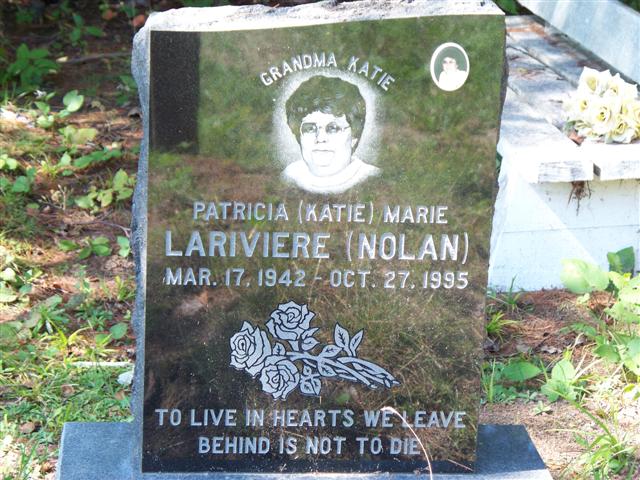 GRANDMA KATIE
PATRICIA (KATIE) MARIE
LARIVIERE (NOLAN)
MAR. 17, 1942 - OCT. 27, 1995
TO LIVE IN HEARTS WE LEAVE
BEHIND IS NOT TO DIE